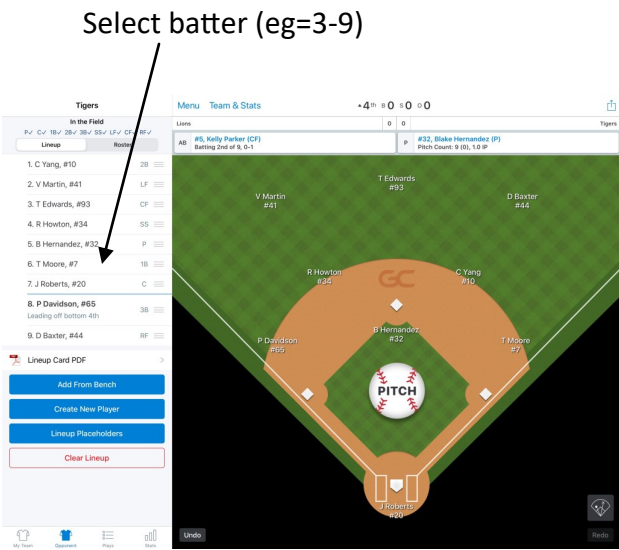 Select batter (eg=3-9)
Tigers
In the Field
P✓ C✓ 1B✓ 2B✓ 3B✓ SS✓ LF✓ CF✓ RF✓
Lineup Roster
1. C Yang, #10 2B
2. V Martin, #41 LF
3. T Edwards, #93 CF
4. R Howton, #34 SS
5. B Hernandez, #32 P
6. T Moore, #7 1B
7. J Roberts, #20 C
8. P Davidson, #65 3B
Leading off bottom 4th
9. D Baxter, #44 RF
Lineup Card PDF
Add From Bench
Create New Player
Lineup Placeholders
Clear Lineup
My Team Opponent Plays Stats
Menu Team & Stats ▲4th B 0 S 0 O 0
Lions 0 0 Tigers
AB #5, Kelly Parker (CF)
Batting 2nd of 9, 0-1
P #32, Blake Hernandez (P)
Pitch Count: 9 (0), 1.0 IP
T Edwards
#93
V Martin
#41
D Baxter
#44
R Howton
#34
GC
C Yang
#10
B Hernandez
#32
P Davidson
#65
T Moore
#7
PITCH
J Roberts
#20
Undo Redo